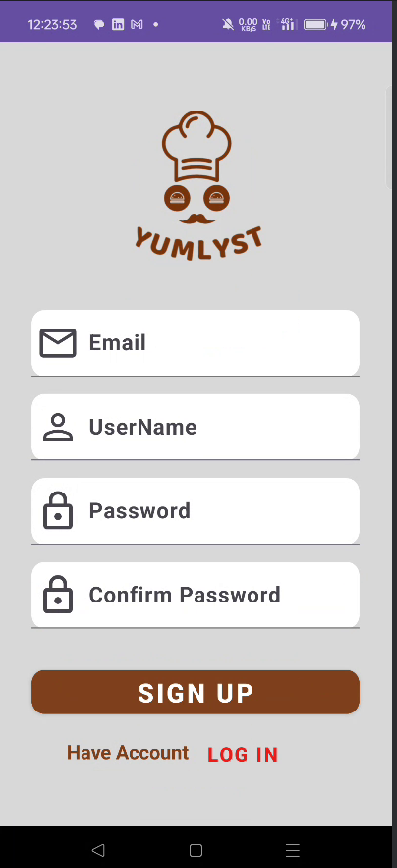 12:23:53 0.00 KB/S Vo LTE 4G+ 97%
YUMLYST
Email
UserName
Password
Confirm Password
SIGN UP
Have Account LOG IN